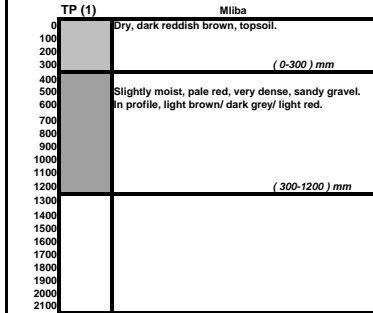 TP (1) Mliba
0 Dry, dark reddish brown, topsoil.
100
200
300 ( 0-300 ) mm
400
500 Slightly moist, pale red, very dense, sandy gravel.
600 In profile, light brown/ dark grey/ light red.
700
800
900
1000
1100
1200 ( 300-1200 ) mm
1300
1400
1500
1600
1700
1800
1900
2000
2100